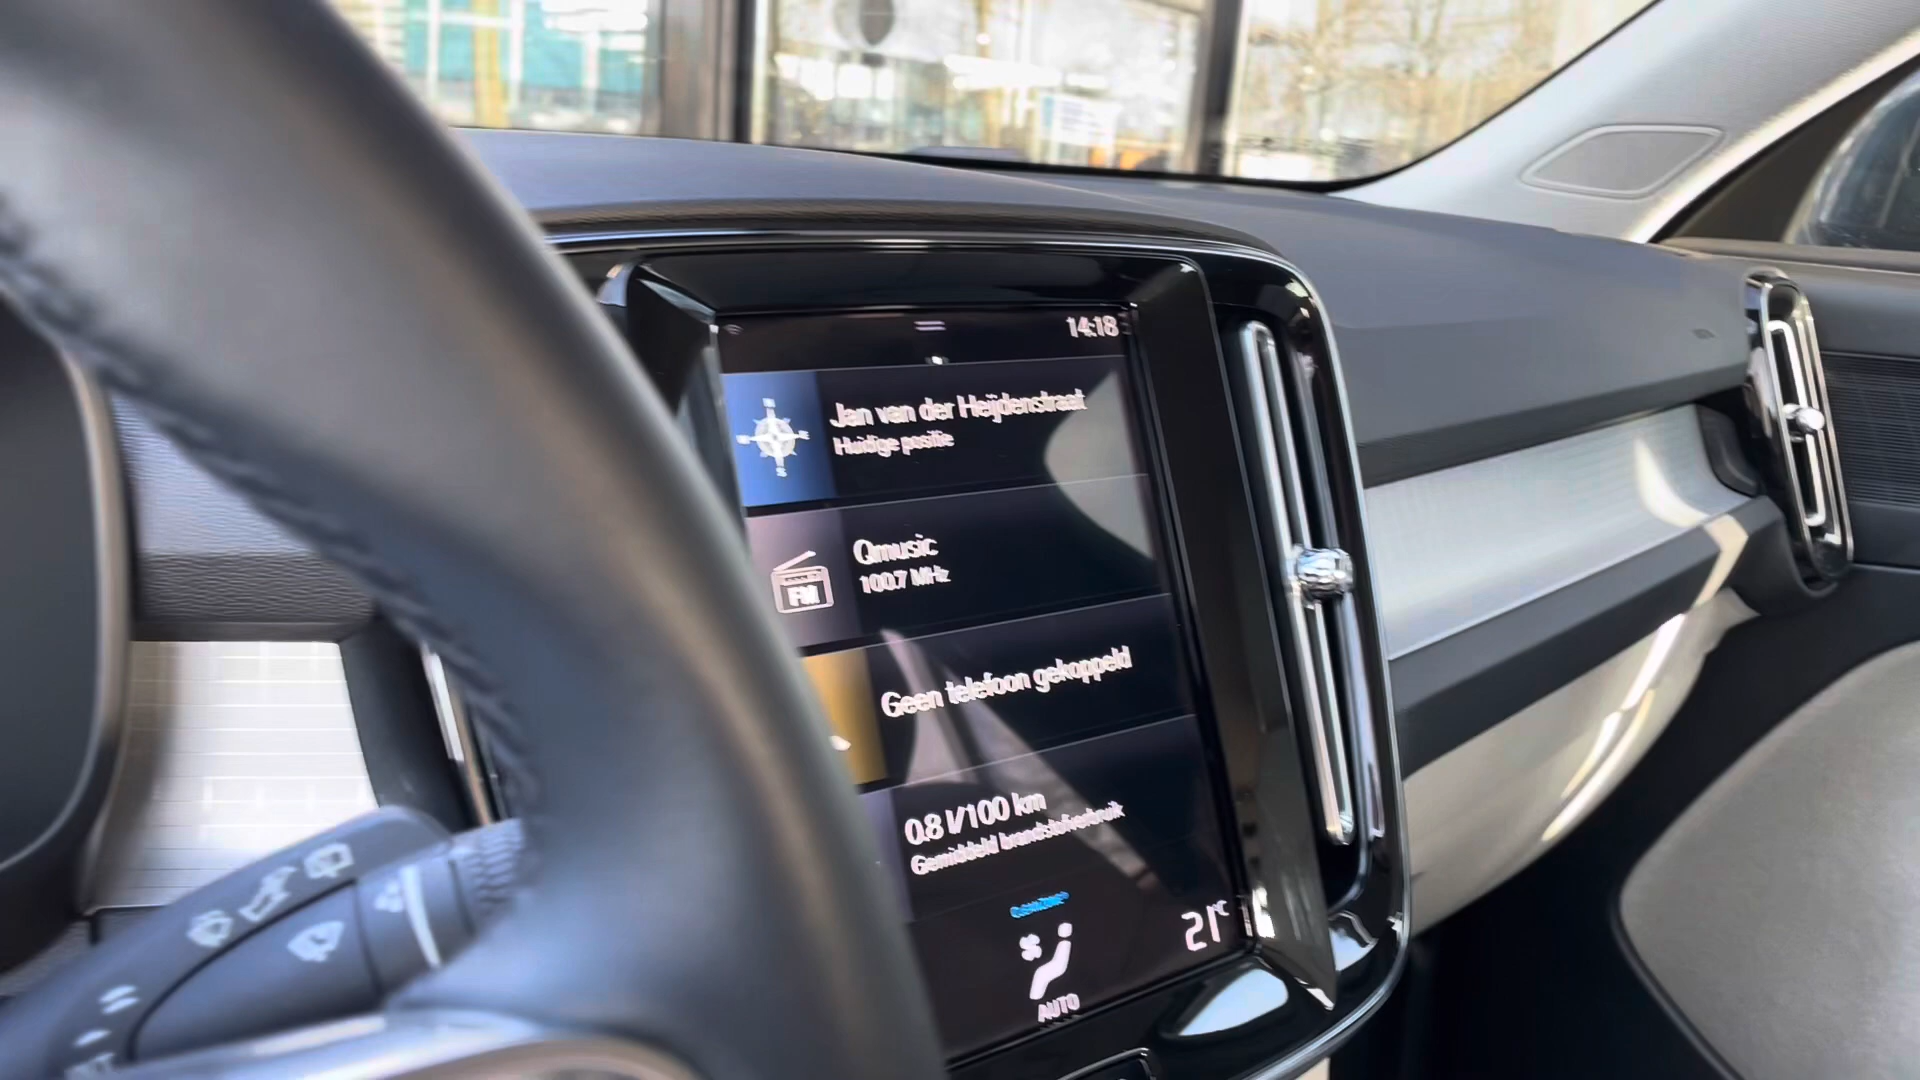 14:18
Jan van der Heijdenstraat
Huidige positie
Qmusic
100.7 MHz
FM
Geen telefoon gekoppeld
0.8 l/100 km
Gemiddeld brandstofverbruik
CleanZone
21°C
AUTO